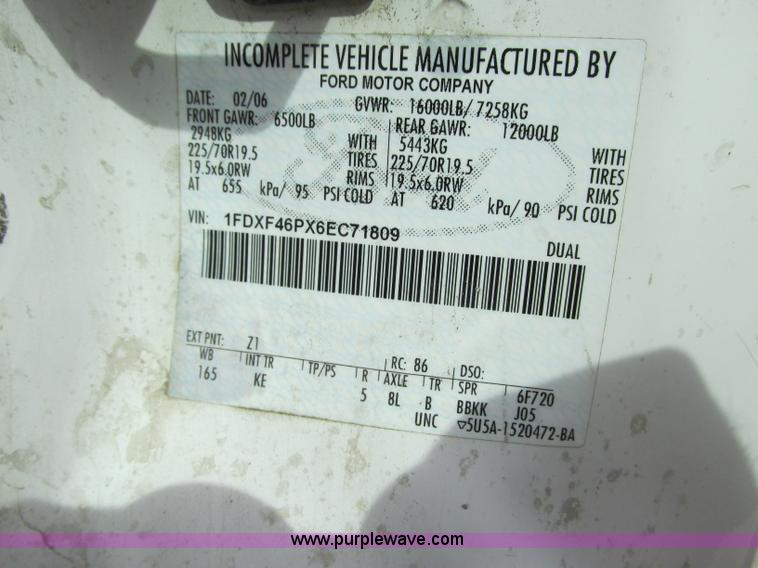 INCOMPLETE VEHICLE MANUFACTURED BY
FORD MOTOR COMPANY
DATE: 02/06 GVWR: 16000LB/ 7258KG
FRONT GAWR: 6500LB REAR GAWR: 12000LB
2948KG WITH 5443KG WITH
225/70R19.5 TIRES 225/70R19.5 TIRES
19.5x6.0RW RIMS 19.5x6.0RW RIMS
AT 655 kPa/ 95 PSI COLD AT 620 kPa/ 90 PSI COLD
VIN: 1FDXF46PX6EC71809
DUAL
EXT PNT: Z1 RC: 86 DSO:
WB INT TR TP/PS R AXLE TR SPR 6F720
165 KE 5 8L B BBKK J05
UNC ▽5U5A-1520472-BA
www.purplewave.com